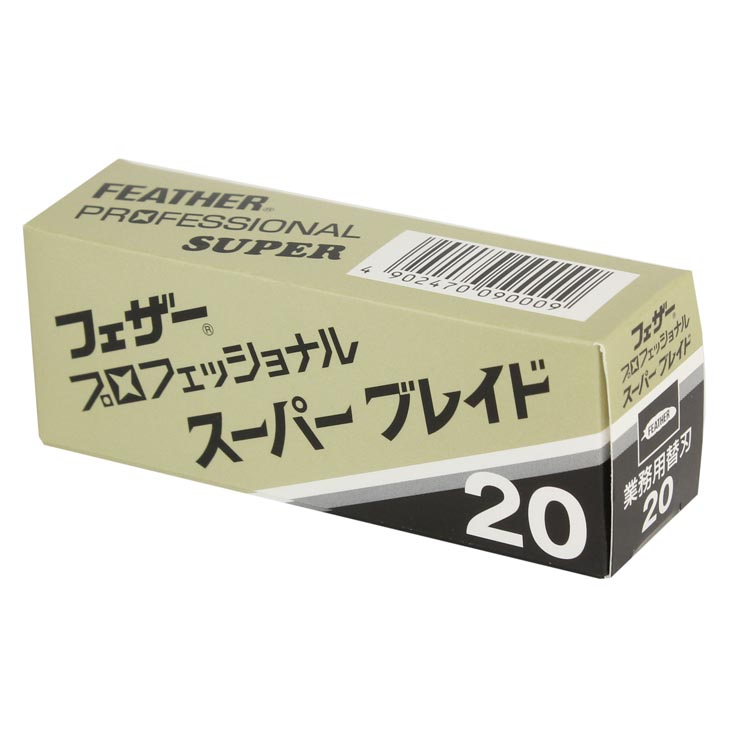 FEATHER®
PROFESSIONAL
SUPER
4 902470 090009
フェザー®
プロフェッショナル
スーパー ブレイド
20
フェザー
プロフェッショナル
スーパー ブレイド
FEATHER
業務用替刃
20